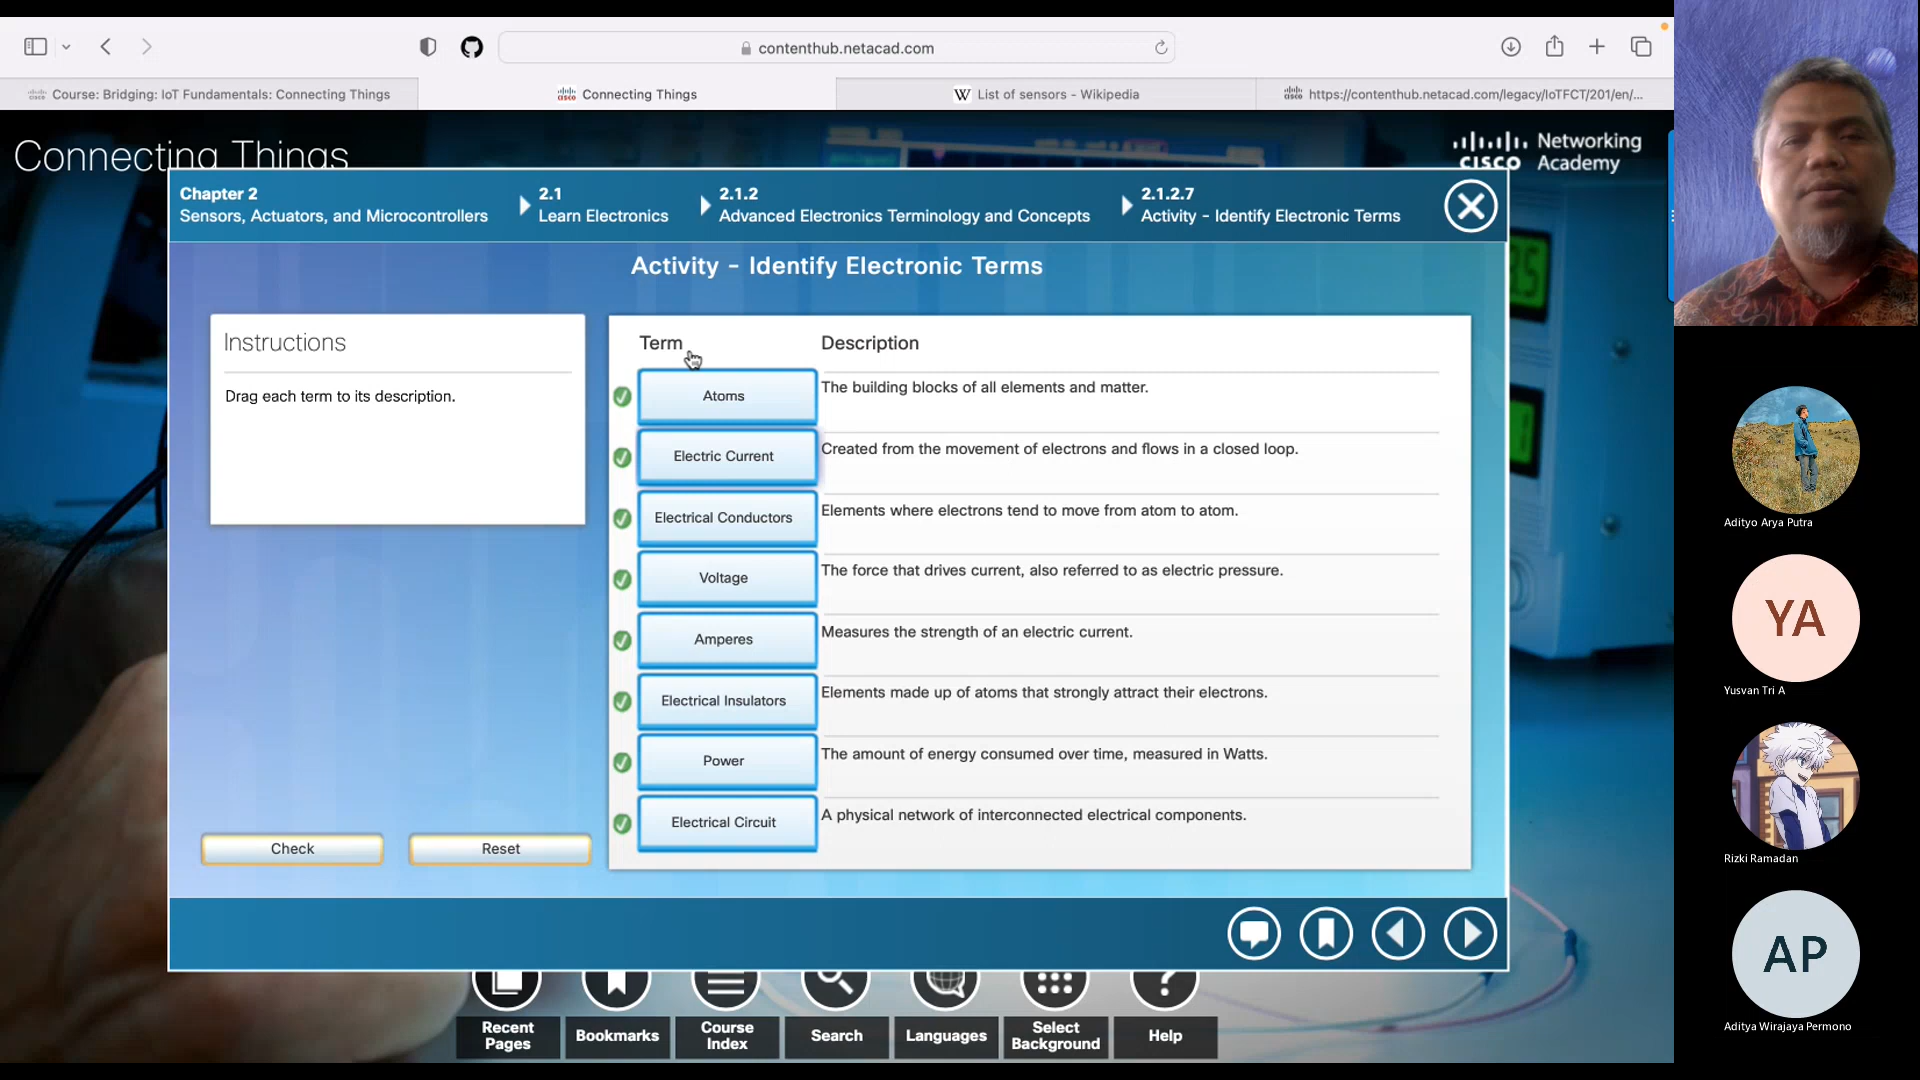 contenthub.netacad.com
Course: Bridging: IoT Fundamentals: Connecting Things
cisco
Connecting Things
W
List of sensors - Wikipedia
cisco
https://contenthub.netacad.com/legacy/IoTFCT/201/en/...
Connecting Things
CISCO
Networking
Academy
Chapter 2
Sensors, Actuators, and Microcontrollers
2.1
Learn Electronics
2.1.2
Advanced Electronics Terminology and Concepts
2.1.2.7
Activity - Identify Electronic Terms
Activity - Identify Electronic Terms
Instructions
Drag each term to its description.
Term
Description
Atoms
The building blocks of all elements and matter.
Electric Current
Created from the movement of electrons and flows in a closed loop.
Electrical Conductors
Elements where electrons tend to move from atom to atom.
Voltage
The force that drives current, also referred to as electric pressure.
Amperes
Measures the strength of an electric current.
Electrical Insulators
Elements made up of atoms that strongly attract their electrons.
Power
The amount of energy consumed over time, measured in Watts.
Electrical Circuit
A physical network of interconnected electrical components.
Check
Reset
Recent
Pages
Bookmarks
Course
Index
Search
Languages
Select
Background
?
Help
Adityo Arya Putra
YA
Yusvan Tri A
Rizki Ramadan
AP
Aditya Wirajaya Permono